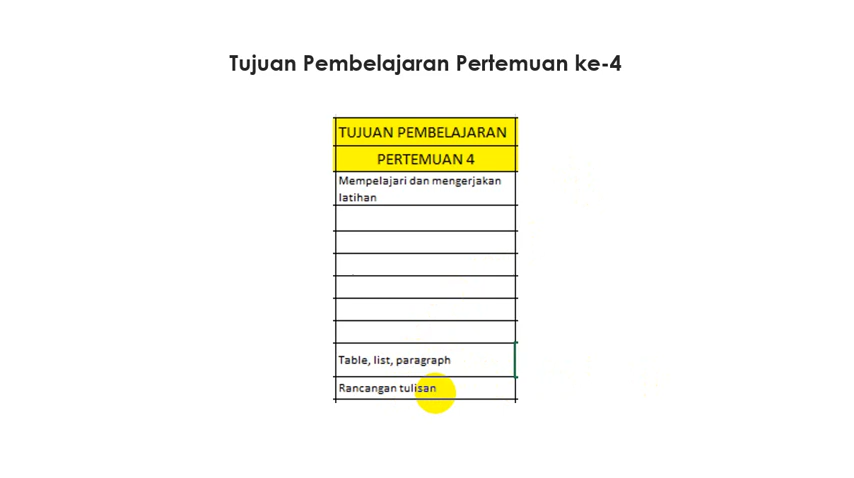 Tujuan Pembelajaran Pertemuan ke-4
TUJUAN PEMBELAJARAN
PERTEMUAN 4
Mempelajari dan mengerjakan
latihan
Table, list, paragraph
Rancangan tulisan